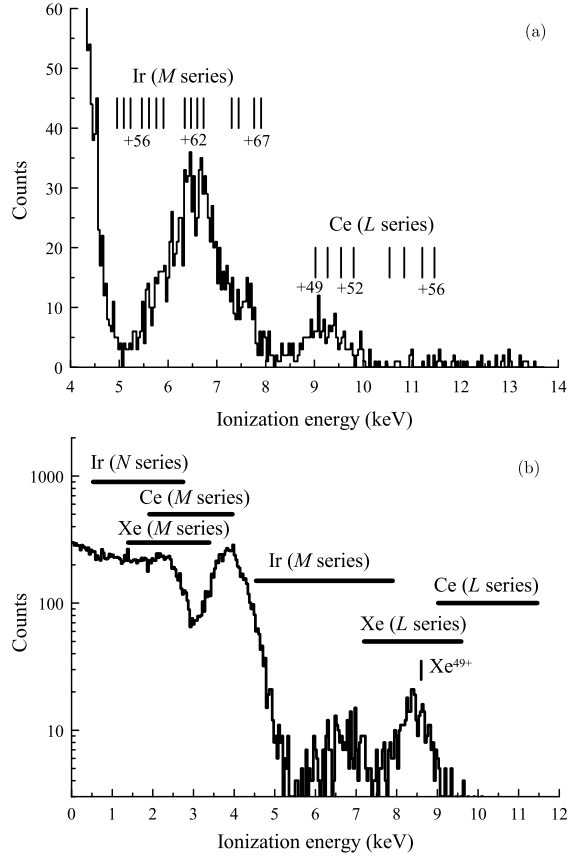 (a)
60
50
40
30
20
10
0
Counts
Ir (M series)
+56 +62 +67
Ce (L series)
+49 +52 +56
4 5 6 7 8 9 10 11 12 13 14
Ionization energy (keV)
(b)
1000
100
10
Counts
Ir (N series)
Ce (M series)
Xe (M series)
Ir (M series)
Ce (L series)
Xe (L series)
Xe⁴⁹⁺
0 1 2 3 4 5 6 7 8 9 10 11 12
Ionization energy (keV)